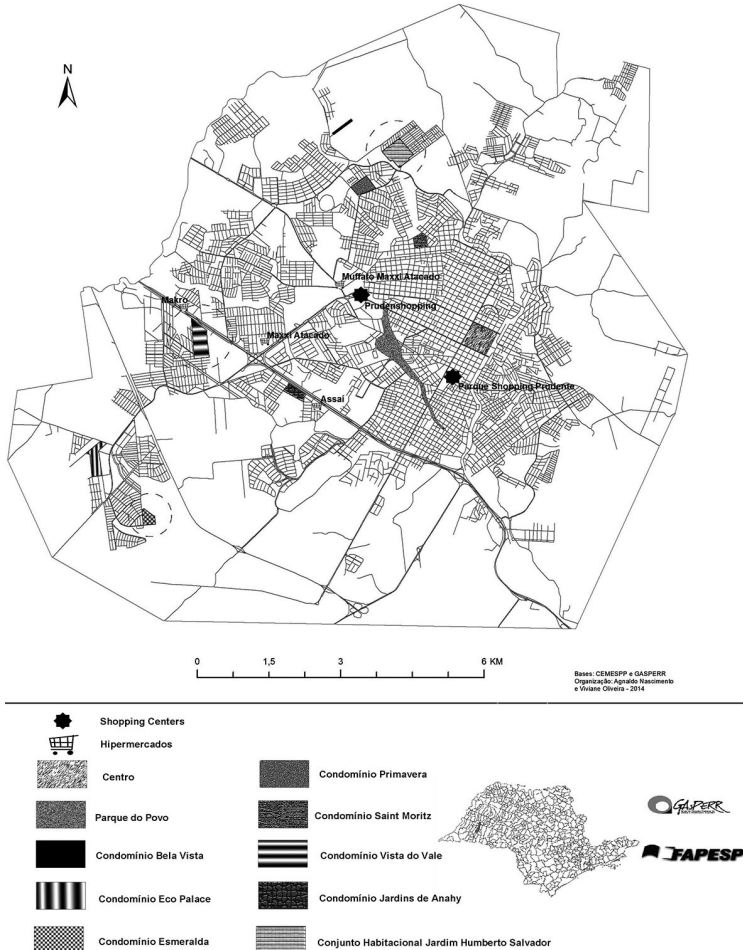 N
Muffato Maxxi Atacado
Makro
Prudenshopping
Maxxi Atacado
Parque Shopping Prudente
Assai
0 1,5 3 6 KM
Bases: CEMESPP e GASPERR
Organização: Agnaldo Nascimento
e Viviane Oliveira - 2014
Shopping Centers
Hipermercados
Centro
Condomínio Primavera
Parque do Povo
Condomínio Saint Moritz
Condomínio Bela Vista
Condomínio Vista do Vale
Condomínio Eco Palace
Condomínio Jardins de Anahy
Condomínio Esmeralda
Conjunto Habitacional Jardim Humberto Salvador
GASPERR
FAPESP